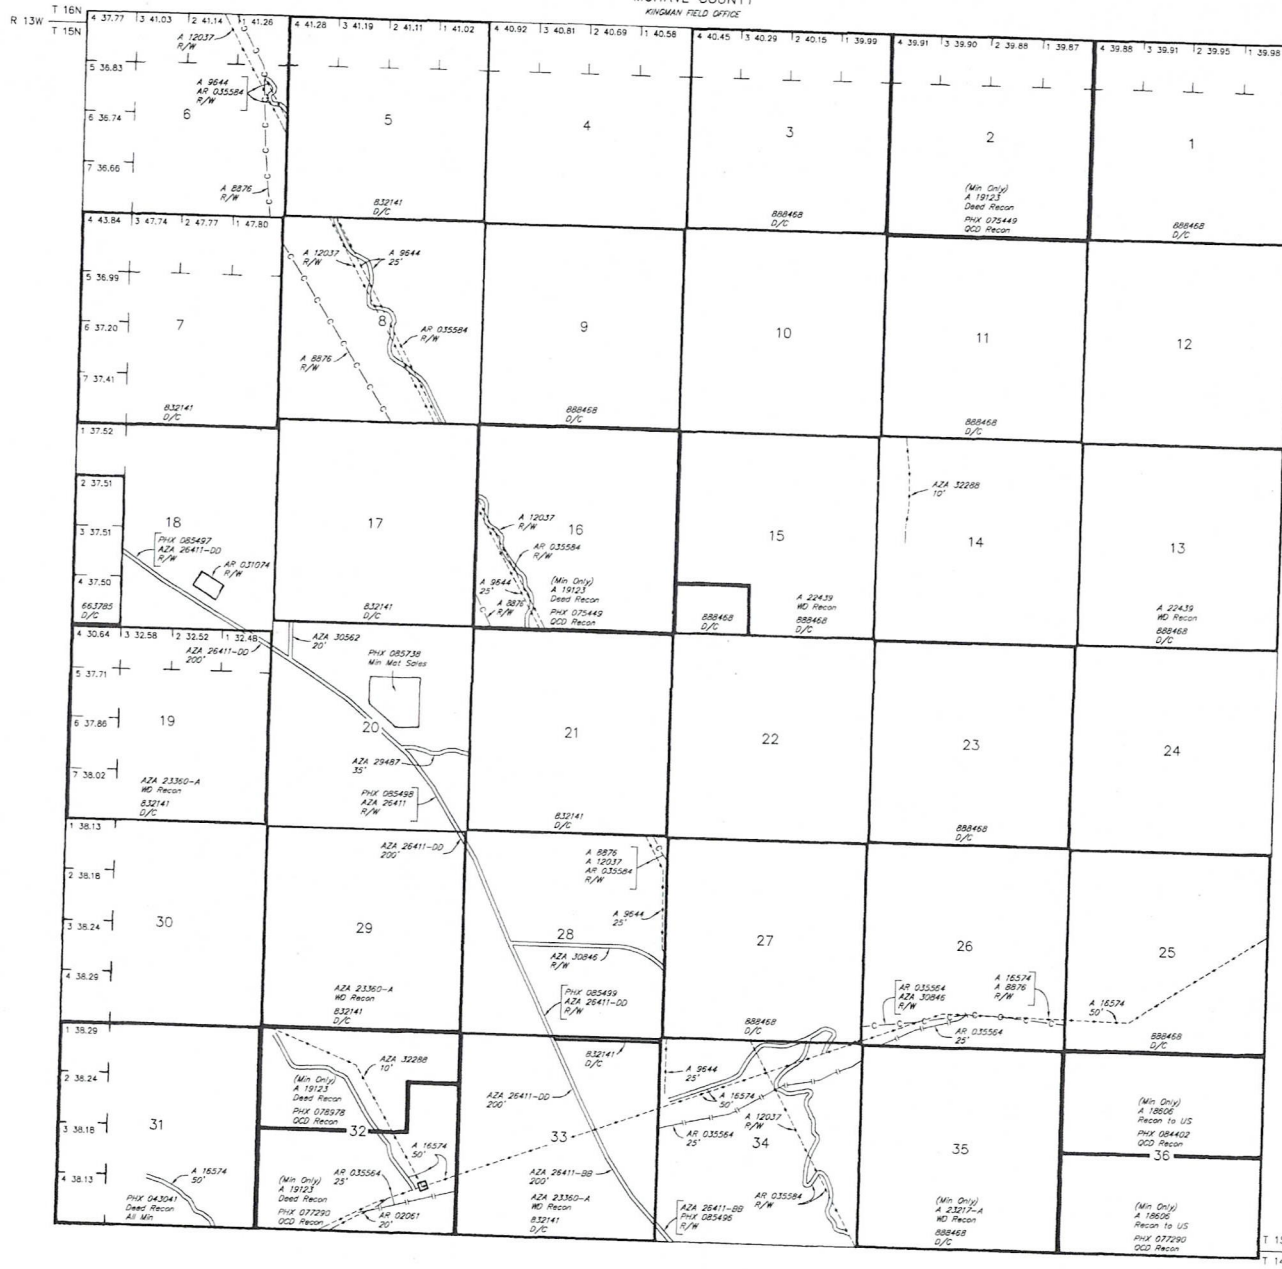 KINGMAN FIELD OFFICE
T 16N
R 13W
T 15N
4 37.77 3 41.03 2 41.14 1 41.26
4 41.28 3 41.19 2 41.11 1 41.02
4 40.92 3 40.81 2 40.69 1 40.58
4 40.45 3 40.29 2 40.15 1 39.99
4 39.91 3 39.90 2 39.88 1 39.87
4 39.88 3 39.91 2 39.95 1 39.98
A 12037
R/W
5 36.83
A 9644
AR 035584
R/W
6 36.74
6
7 36.66
A 8876
R/W
5
832141
D/C
4
3
888468
D/C
2
(Min Only)
A 19123
Deed Recon
PHX 075449
QCD Recon
1
888468
D/C
4 43.84 3 47.74 2 47.77 1 47.80
5 36.99
6 37.20
7
7 37.41
832141
D/C
A 12037
R/W
A 9644
25'
8
AR 035584
R/W
A 8876
R/W
9
888468
D/C
10
11
888468
D/C
12
1 37.52
2 37.51
3 37.51
4 37.50
663785
D/C
18
PHX 085497
AZA 26411-DD
R/W
AR 031074
R/W
17
832141
D/C
16
A 12037
R/W
AR 035584
R/W
A 9644
25'
A 8876
R/W
(Min Only)
A 19123
Deed Recon
PHX 075449
QCD Recon
15
888468
D/C
A 22439
WD Recon
888468
D/C
AZA 32288
10'
14
13
A 22439
WD Recon
888468
D/C
4 30.64 3 32.58 2 32.52 1 32.48
AZA 26411-DD
200'
5 37.71
6 37.86
19
7 38.02
AZA 23360-A
WD Recon
832141
D/C
AZA 30562
20'
PHX 085738
Min Mat Sales
20
AZA 29487
35'
PHX 085498
AZA 26411
R/W
21
832141
D/C
22
23
888468
D/C
24
1 38.13
2 38.18
3 38.24
4 38.29
30
AZA 26411-DD
200'
29
AZA 23360-A
WD Recon
832141
D/C
A 8876
A 12037
AR 035584
R/W
A 9644
25'
28
AZA 30846
R/W
PHX 085499
AZA 26411-DD
R/W
27
888468
D/C
26
AR 035564
AZA 30846
R/W
A 16574
A 8876
R/W
AR 035564
25'
25
A 16574
50'
888468
D/C
1 38.29
2 38.24
3 38.18
4 38.13
31
A 16574
50'
PHX 043041
Deed Recon
All Min
AZA 32288
10'
(Min Only)
A 19123
Deed Recon
PHX 078978
QCD Recon
32
A 16574
50'
AR 035564
25'
(Min Only)
A 19123
Deed Recon
PHX 077290
QCD Recon
AR 02061
20'
832141
D/C
AZA 26411-DD
200'
33
AZA 26411-BB
200'
AZA 23360-A
WD Recon
832141
D/C
A 9644
25'
A 16574
50'
A 12037
R/W
AR 035564
25'
34
AR 035584
R/W
AZA 26411-BB
PHX 085496
R/W
35
(Min Only)
A 23217-A
WD Recon
888468
D/C
(Min Only)
A 18606
Recon to US
PHX 084402
QCD Recon
36
(Min Only)
A 18606
Recon to US
PHX 077290
QCD Recon